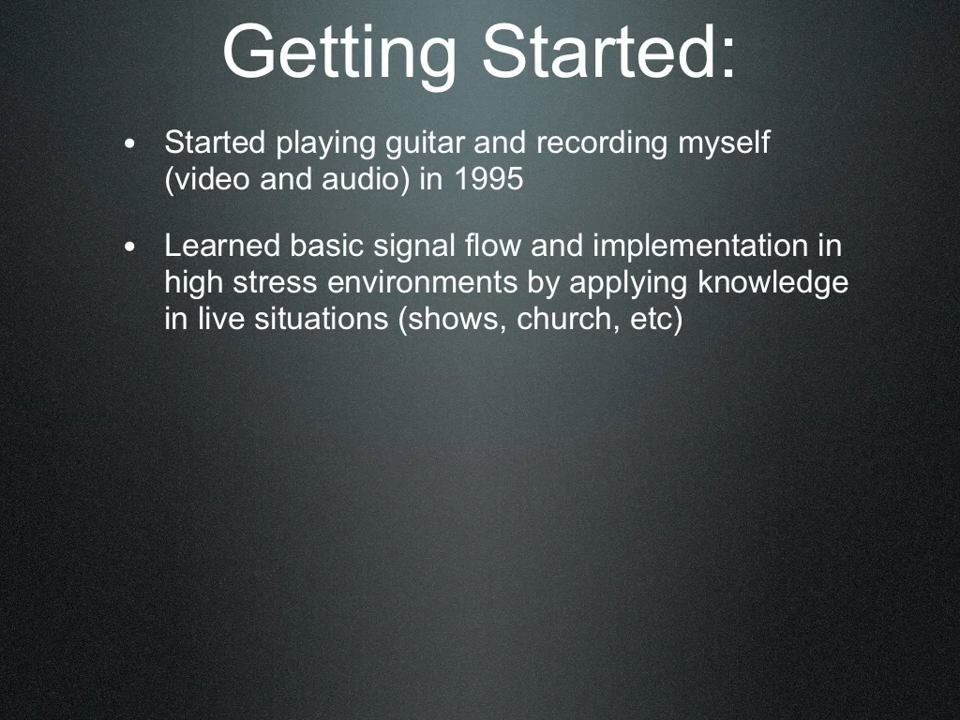 Getting Started:
• Started playing guitar and recording myself
(video and audio) in 1995
• Learned basic signal flow and implementation in
high stress environments by applying knowledge
in live situations (shows, church, etc)